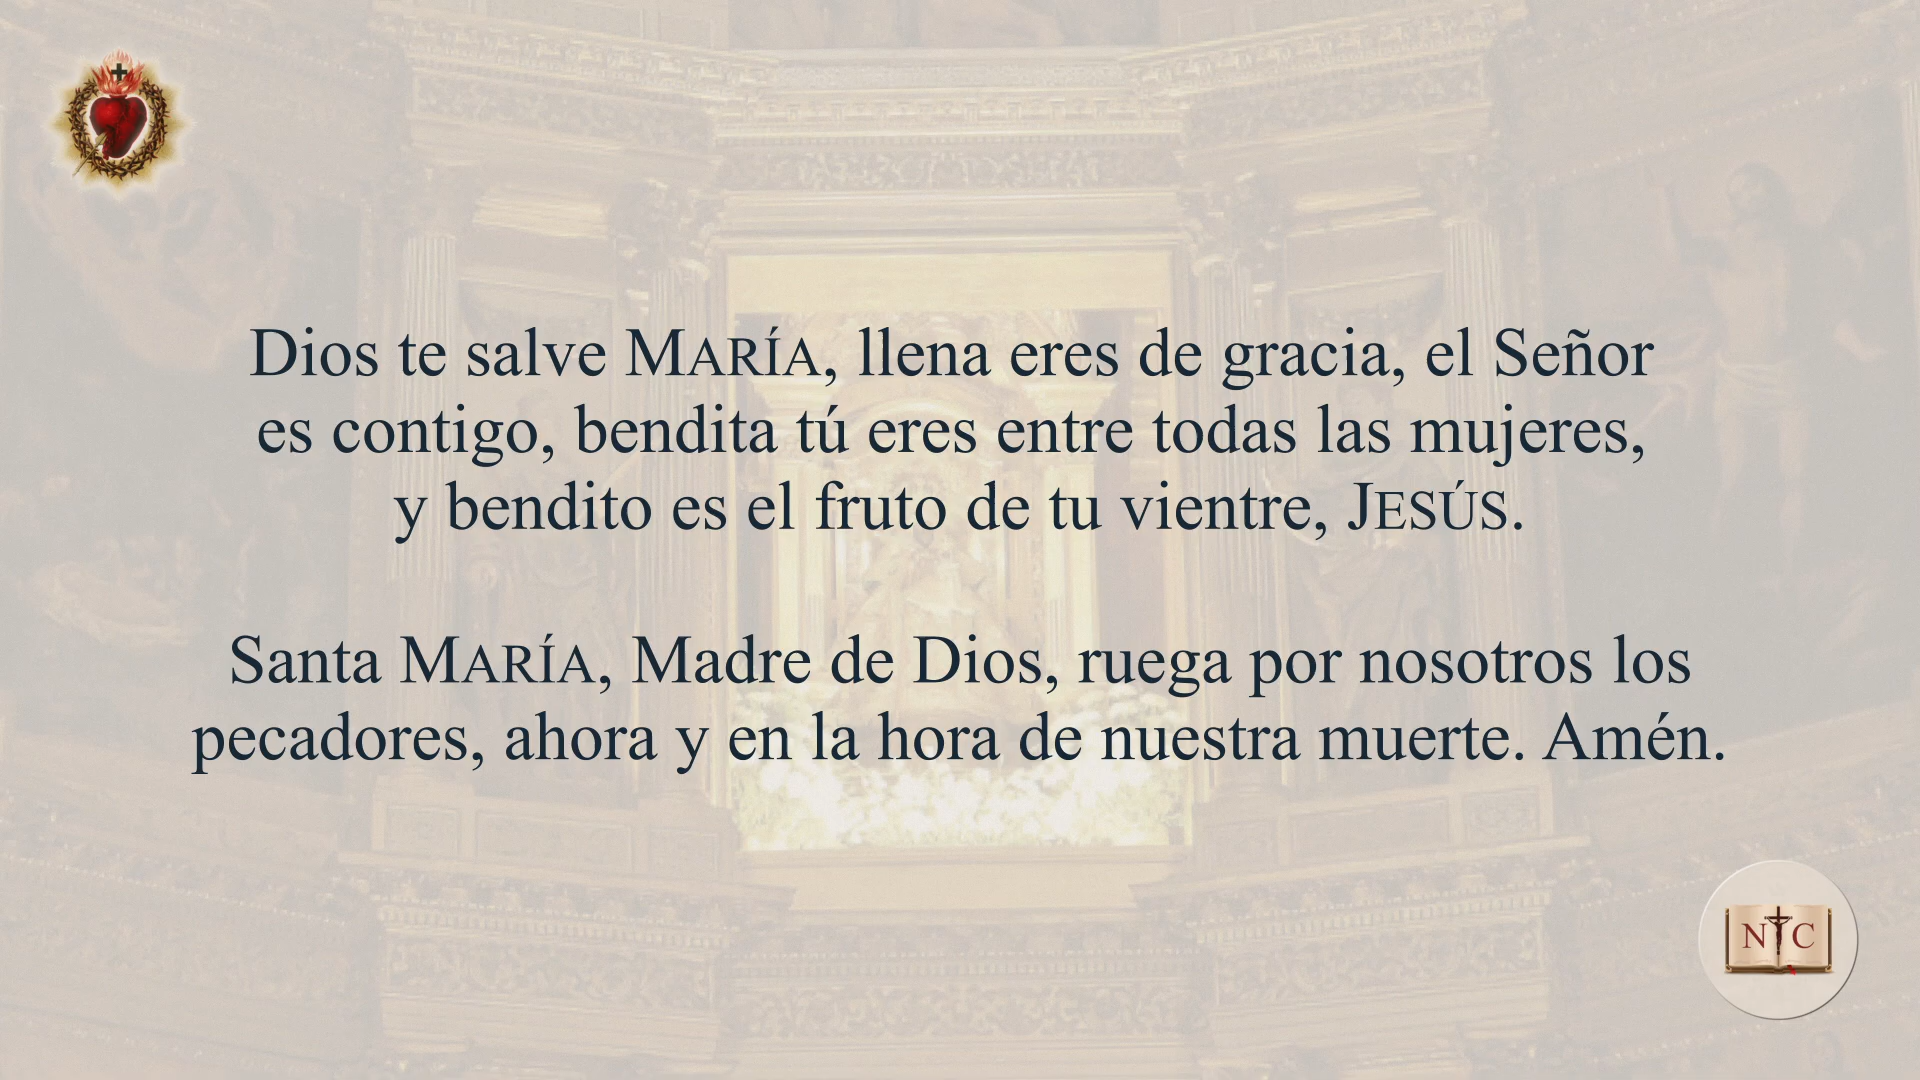 Dios te salve MARÍA, llena eres de gracia, el Señor
es contigo, bendita tú eres entre todas las mujeres,
y bendito es el fruto de tu vientre, JESÚS.
Santa MARÍA, Madre de Dios, ruega por nosotros los
pecadores, ahora y en la hora de nuestra muerte. Amén.
N C